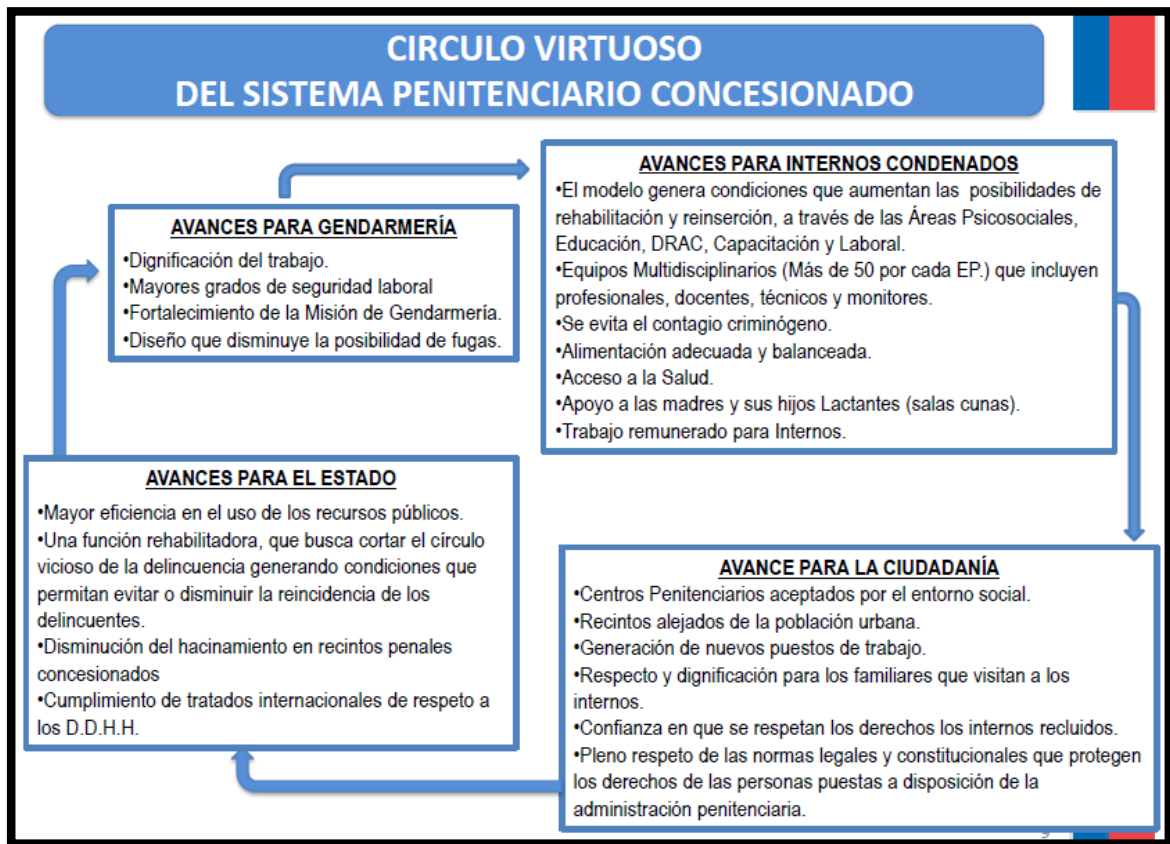 CIRCULO VIRTUOSO
DEL SISTEMA PENITENCIARIO CONCESIONADO
AVANCES PARA GENDARMERÍA
•Dignificación del trabajo.
•Mayores grados de seguridad laboral
•Fortalecimiento de la Misión de Gendarmería.
•Diseño que disminuye la posibilidad de fugas.
AVANCES PARA INTERNOS CONDENADOS
•El modelo genera condiciones que aumentan las posibilidades de
rehabilitación y reinserción, a través de las Áreas Psicosociales,
Educación, DRAC, Capacitación y Laboral.
•Equipos Multidisciplinarios (Más de 50 por cada EP.) que incluyen
profesionales, docentes, técnicos y monitores.
•Se evita el contagio criminógeno.
•Alimentación adecuada y balanceada.
•Acceso a la Salud.
•Apoyo a las madres y sus hijos Lactantes (salas cunas).
•Trabajo remunerado para Internos.
AVANCES PARA EL ESTADO
•Mayor eficiencia en el uso de los recursos públicos.
•Una función rehabilitadora, que busca cortar el círculo
vicioso de la delincuencia generando condiciones que
permitan evitar o disminuir la reincidencia de los
delincuentes.
•Disminución del hacinamiento en recintos penales
concesionados
•Cumplimiento de tratados internacionales de respeto a
los D.D.H.H.
AVANCE PARA LA CIUDADANÍA
•Centros Penitenciarios aceptados por el entorno social.
•Recintos alejados de la población urbana.
•Generación de nuevos puestos de trabajo.
•Respecto y dignificación para los familiares que visitan a los
internos.
•Confianza en que se respetan los derechos los internos recluidos.
•Pleno respeto de las normas legales y constitucionales que protegen
los derechos de las personas puestas a disposición de la
administración penitenciaria.